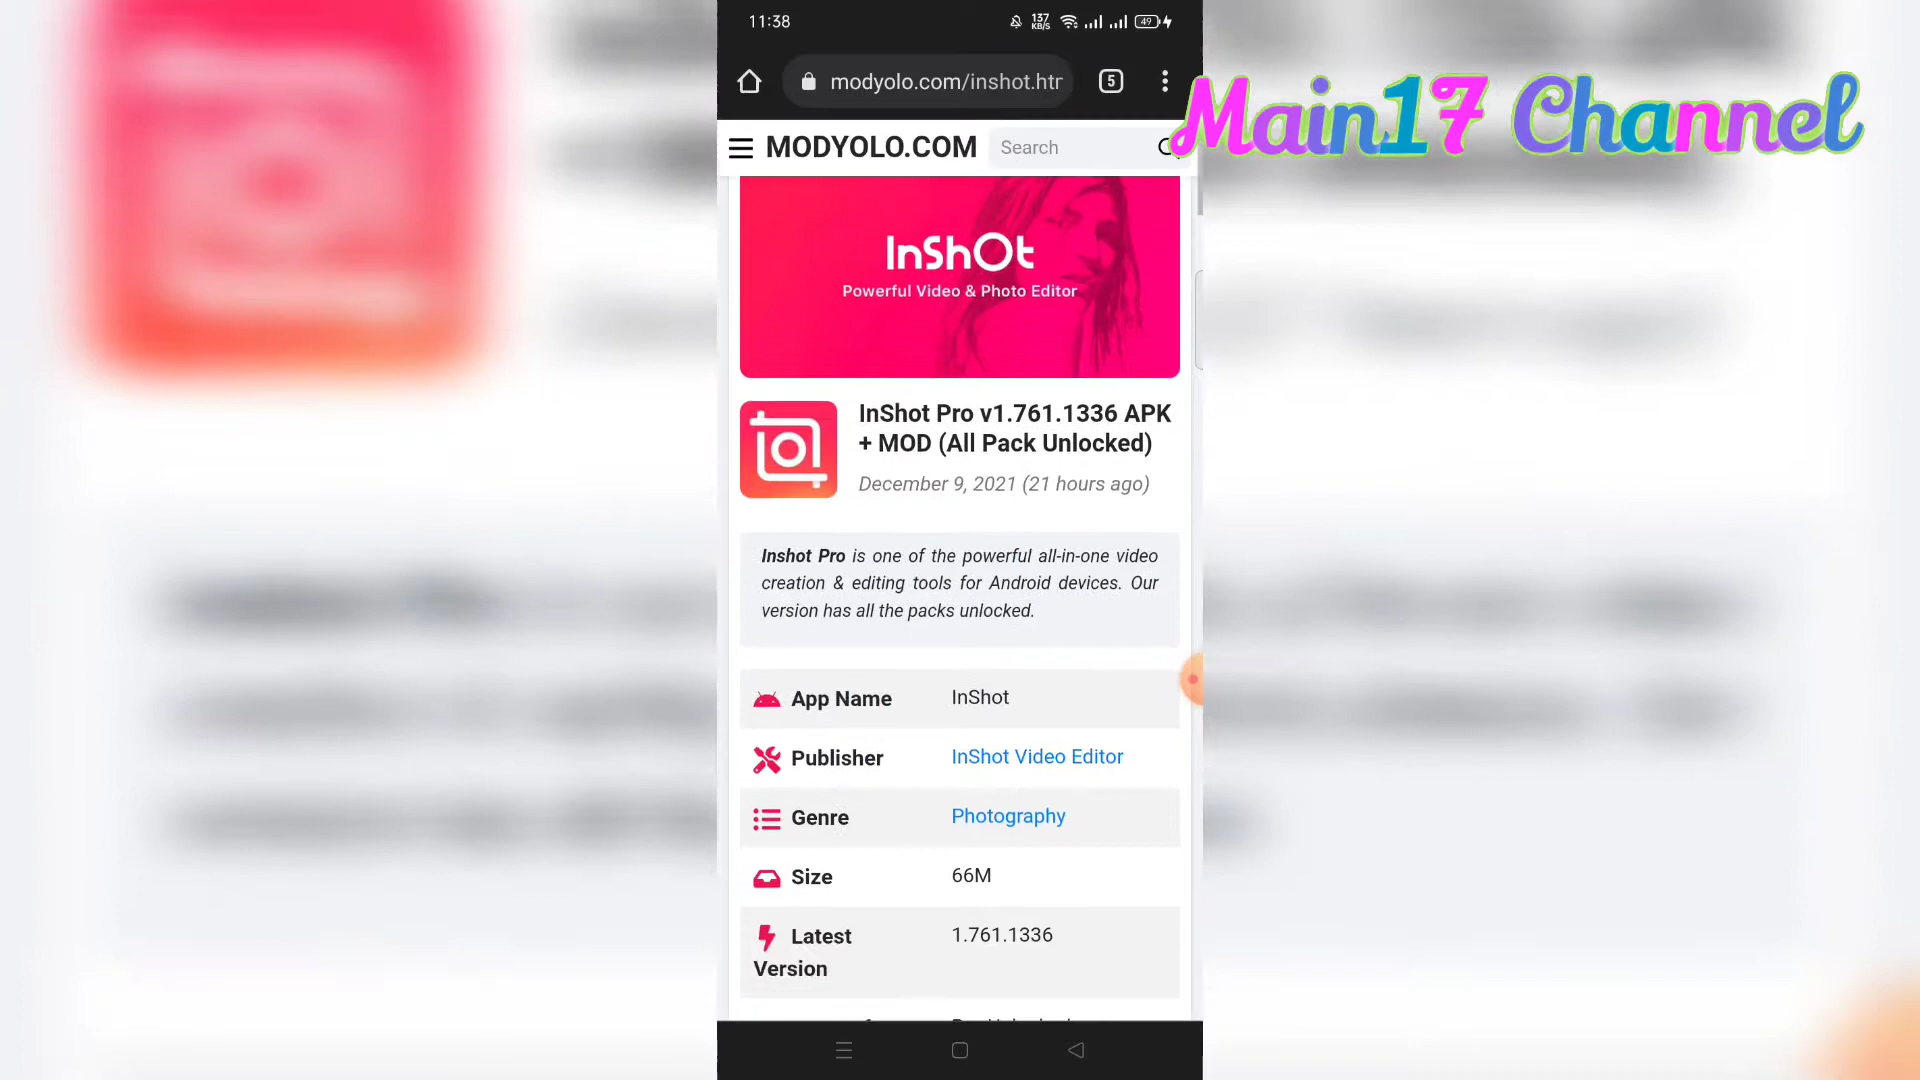 11:38
137
KB/S
49
modyolo.com/inshot.htr
5
Main17 Channel
MODYOLO.COM
Search
InShOt
Powerful Video & Photo Editor
InShot Pro v1.761.1336 APK
+ MOD (All Pack Unlocked)
December 9, 2021 (21 hours ago)
Inshot Pro is one of the powerful all-in-one video
creation & editing tools for Android devices. Our
version has all the packs unlocked.
App Name InShot
Publisher InShot Video Editor
Genre Photography
Size 66M
Latest 1.761.1336
Version